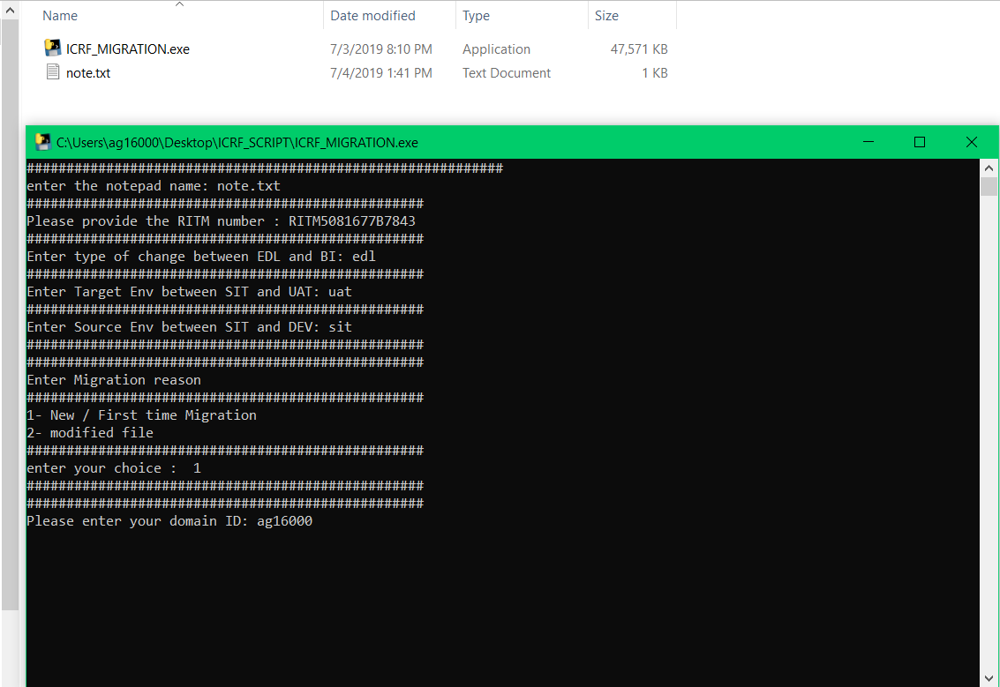 Name Date modified Type Size
ICRF_MIGRATION.exe 7/3/2019 8:10 PM Application 47,571 KB
note.txt 7/4/2019 1:41 PM Text Document 1 KB
C:\Users\ag16000\Desktop\ICRF_SCRIPT\ICRF_MIGRATION.exe
############################################################
enter the notepad name: note.txt
##################################################
Please provide the RITM number : RITM5081677B7843
##################################################
Enter type of change between EDL and BI: edl
##################################################
Enter Target Env between SIT and UAT: uat
##################################################
Enter Source Env between SIT and DEV: sit
##################################################
##################################################
Enter Migration reason
##################################################
1- New / First time Migration
2- modified file
##################################################
enter your choice :  1
##################################################
##################################################
Please enter your domain ID: ag16000